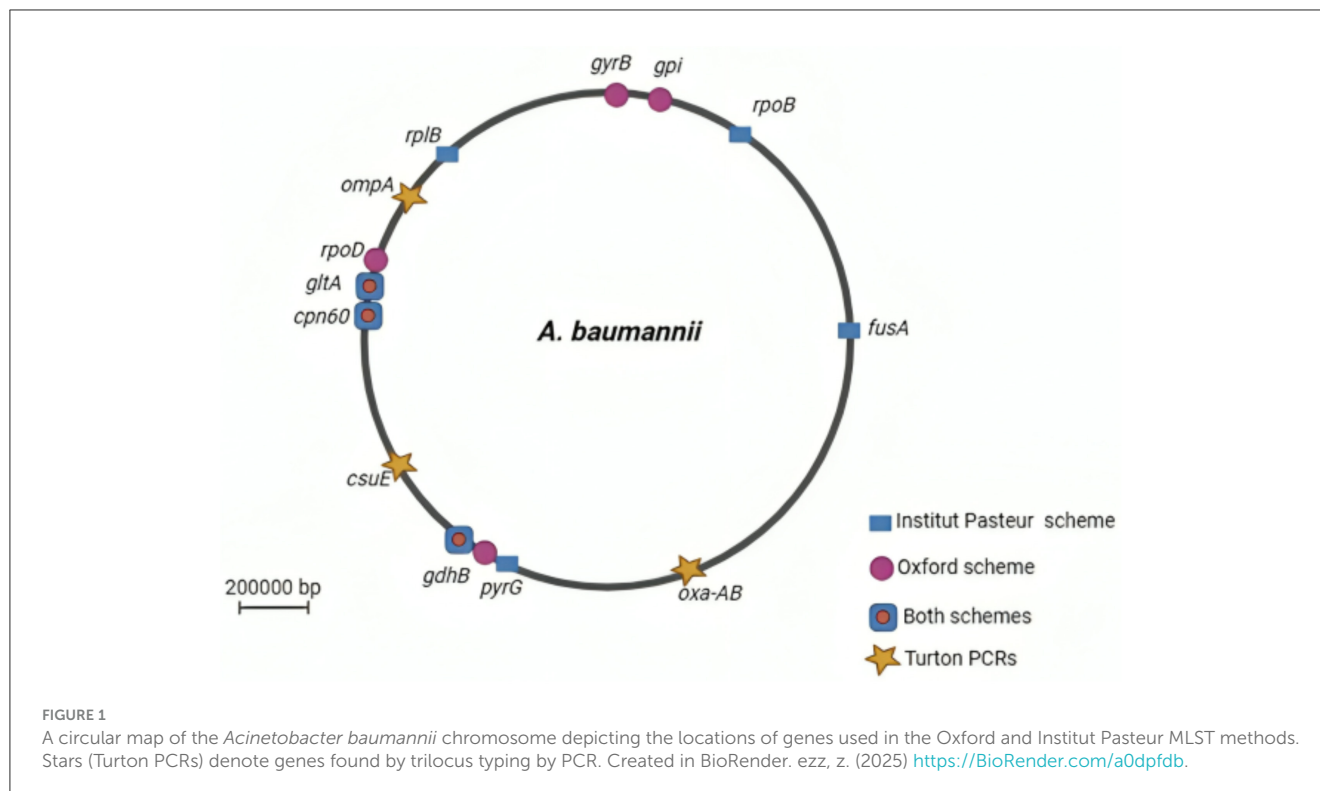 gyrB
gpi
rpoB
rplB
ompA
rpoD
gltA
cpn60
A. baumannii
fusA
csuE
gdhB
pyrG
oxa-AB
200000 bp
Institut Pasteur scheme
Oxford scheme
Both schemes
Turton PCRs
FIGURE 1
A circular map of the Acinetobacter baumannii chromosome depicting the locations of genes used in the Oxford and Institut Pasteur MLST methods.
Stars (Turton PCRs) denote genes found by trilocus typing by PCR. Created in BioRender. ezz, z. (2025) https://BioRender.com/a0dpfdb.